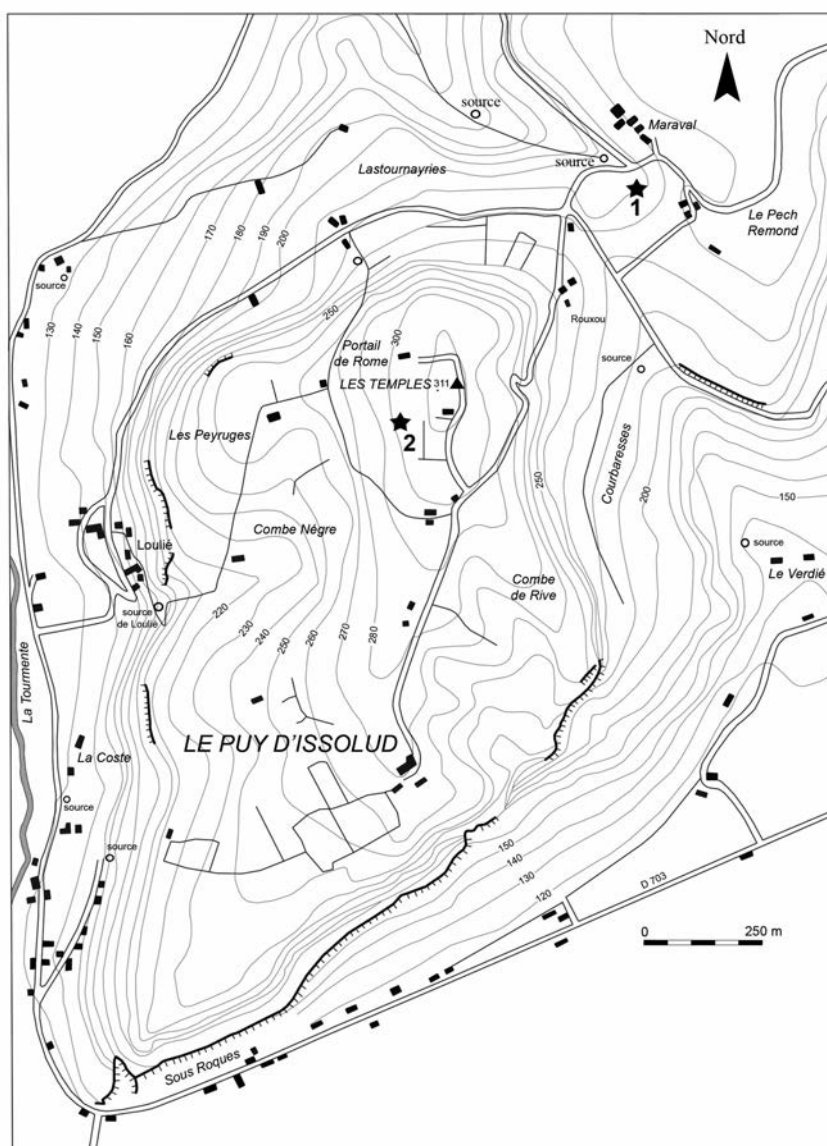 Nord
source
Maraval
source
Lastournayries
1
Le Pech
Remond
170
180
190
200
source
130
140
150
160
250
300
Portail
de Rome
Rouxou
source
LES TEMPLES
311
2
Les Peyruges
Courbaresses
250
200
150
Combe Négre
Loulié
source
Le Verdié
Combe
de Rive
source
de Loulié
220
230
240
250
260
270
280
La Tourmente
LE PUY D'ISSOLUD
La Coste
source
source
150
140
130
120
D 703
0
250 m
Sous Roques